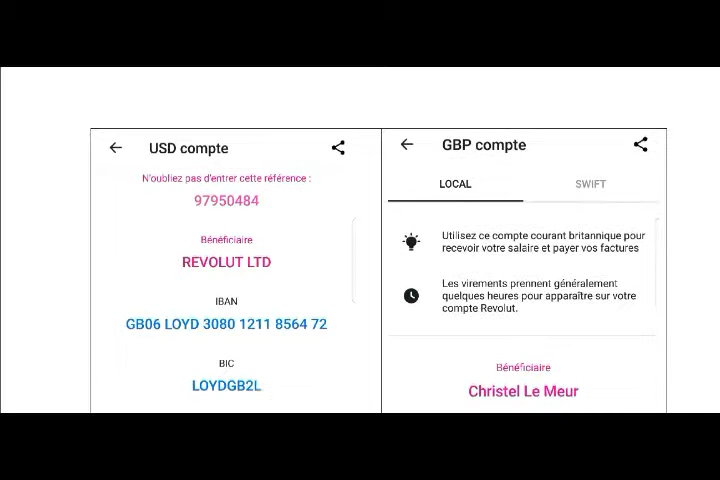 USD compte
N'oubliez pas d'entrer cette référence :
97950484
Bénéficiaire
REVOLUT LTD
IBAN
GB06 LOYD 3080 1211 8564 72
BIC
LOYDGB2L
GBP compte
LOCAL
SWIFT
Utilisez ce compte courant britannique pour
recevoir votre salaire et payer vos factures
Les virements prennent généralement
quelques heures pour apparaître sur votre
compte Revolut.
Bénéficiaire
Christel Le Meur